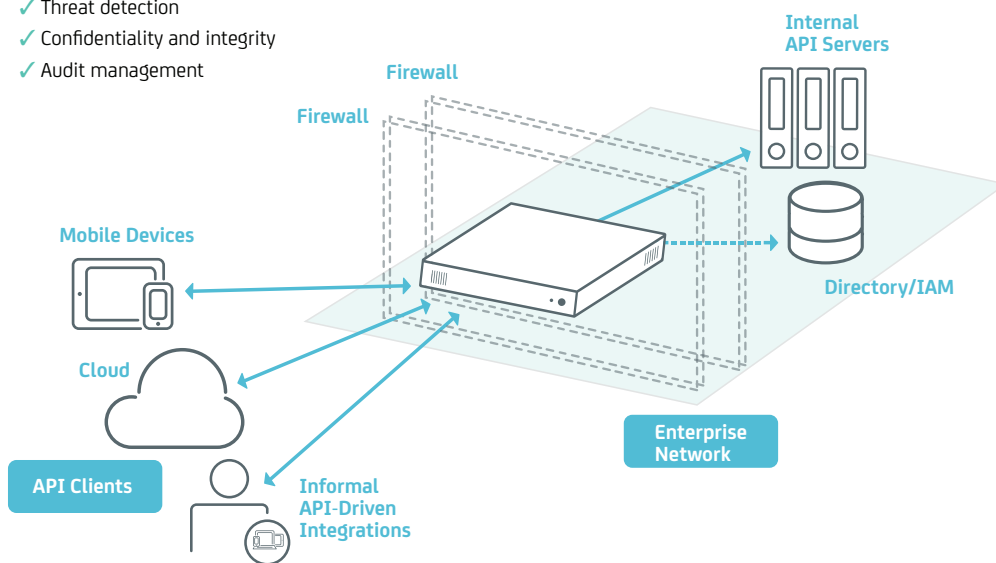 ✓ Threat detection
✓ Confidentiality and integrity
✓ Audit management
Internal
API Servers
Firewall
Firewall
Mobile Devices
Directory/IAM
Cloud
Enterprise
Network
API Clients
Informal
API-Driven
Integrations